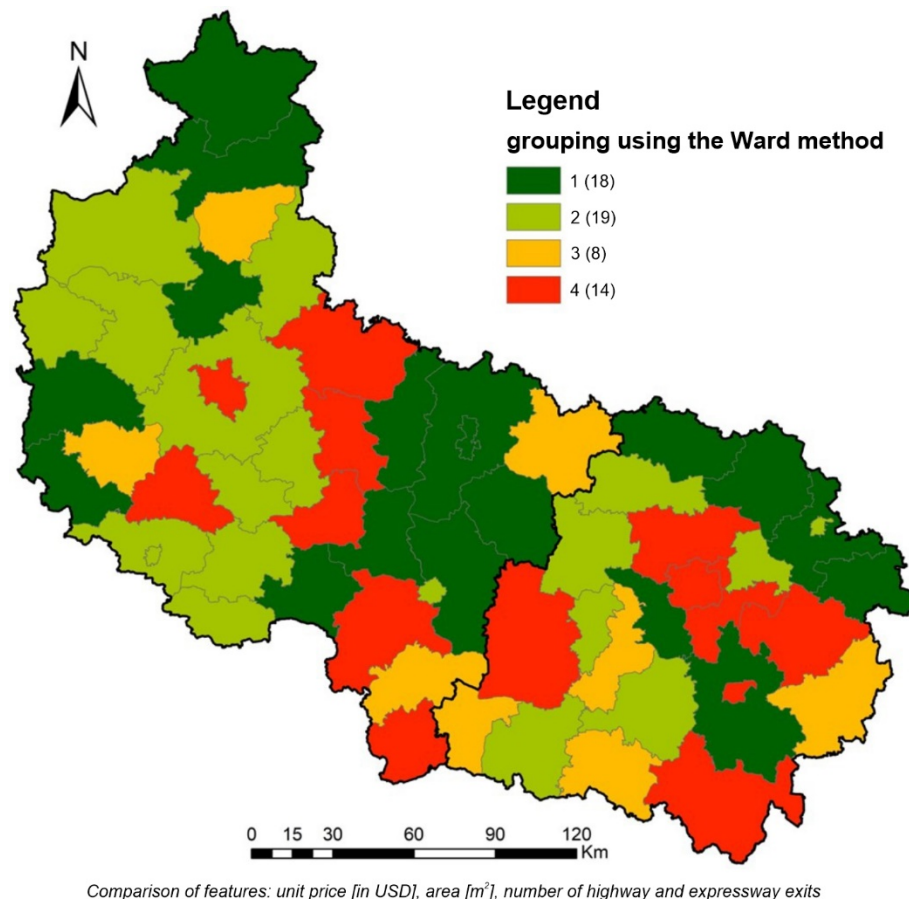 N
Legend
grouping using the Ward method
1 (18)
2 (19)
3 (8)
4 (14)
0 15 30 60 90 120
Km
Comparison of features: unit price [in USD], area [m²], number of highway and expressway exits